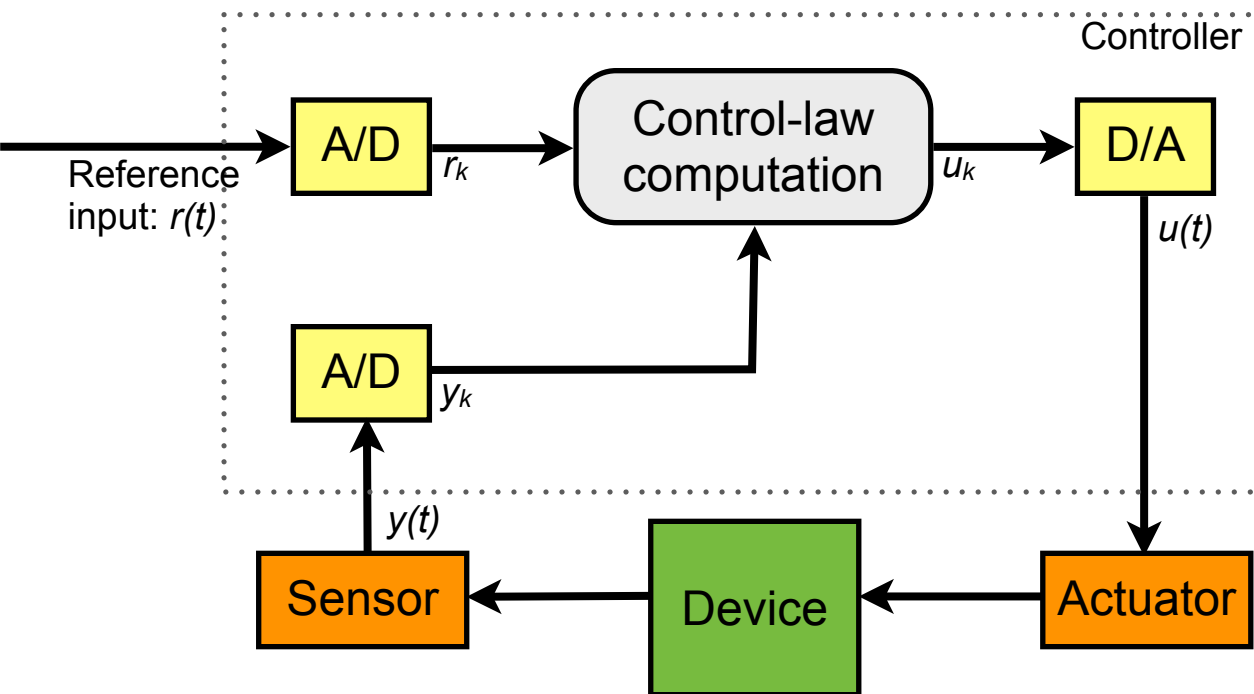 Controller
A/D
Control-law
computation
D/A
Reference
input: r(t)
rk
uk
u(t)
A/D
yk
y(t)
Sensor
Device
Actuator